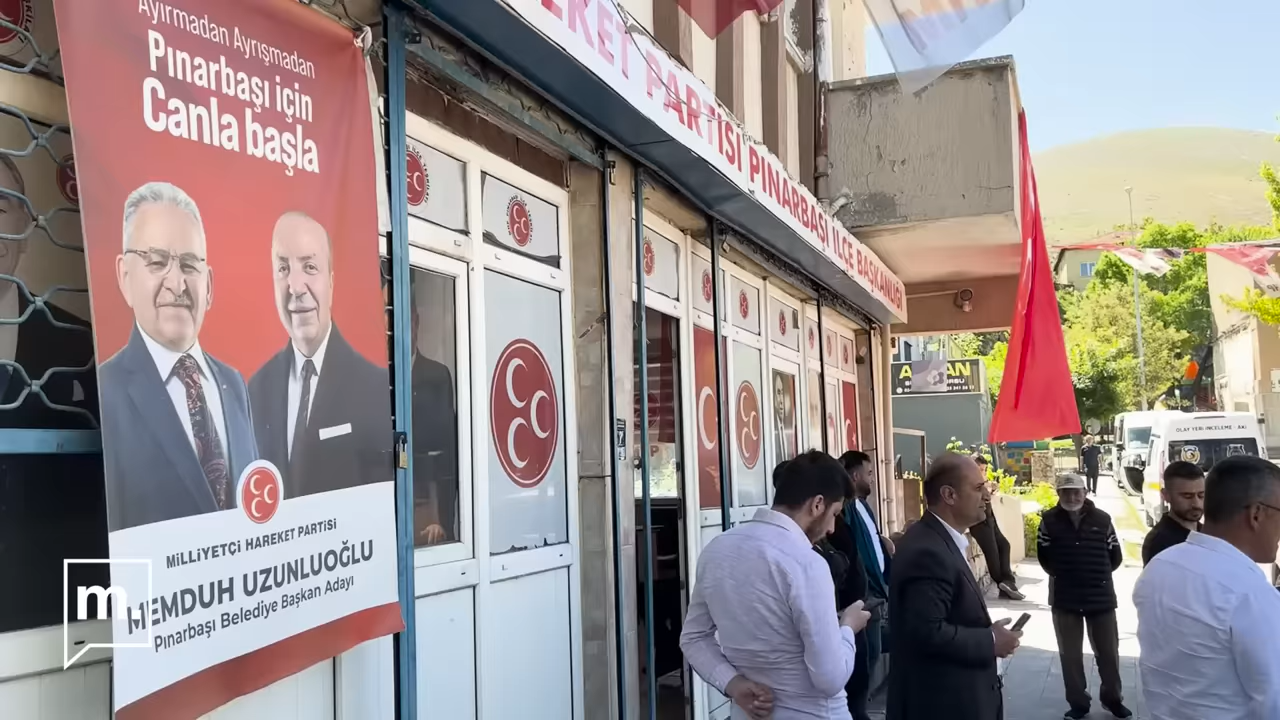 Ayırmadan Ayrışmadan
Pınarbaşı için
Canla başla
MİLLİYETÇİ HAREKET PARTİSİ
MEMDUH UZUNLUOĞLU
Pınarbaşı Belediye Başkan Adayı
m.
PARTİSİ PINARBAŞI İLÇE BAŞKANLIĞI
OLAY YERİ İNCELEME